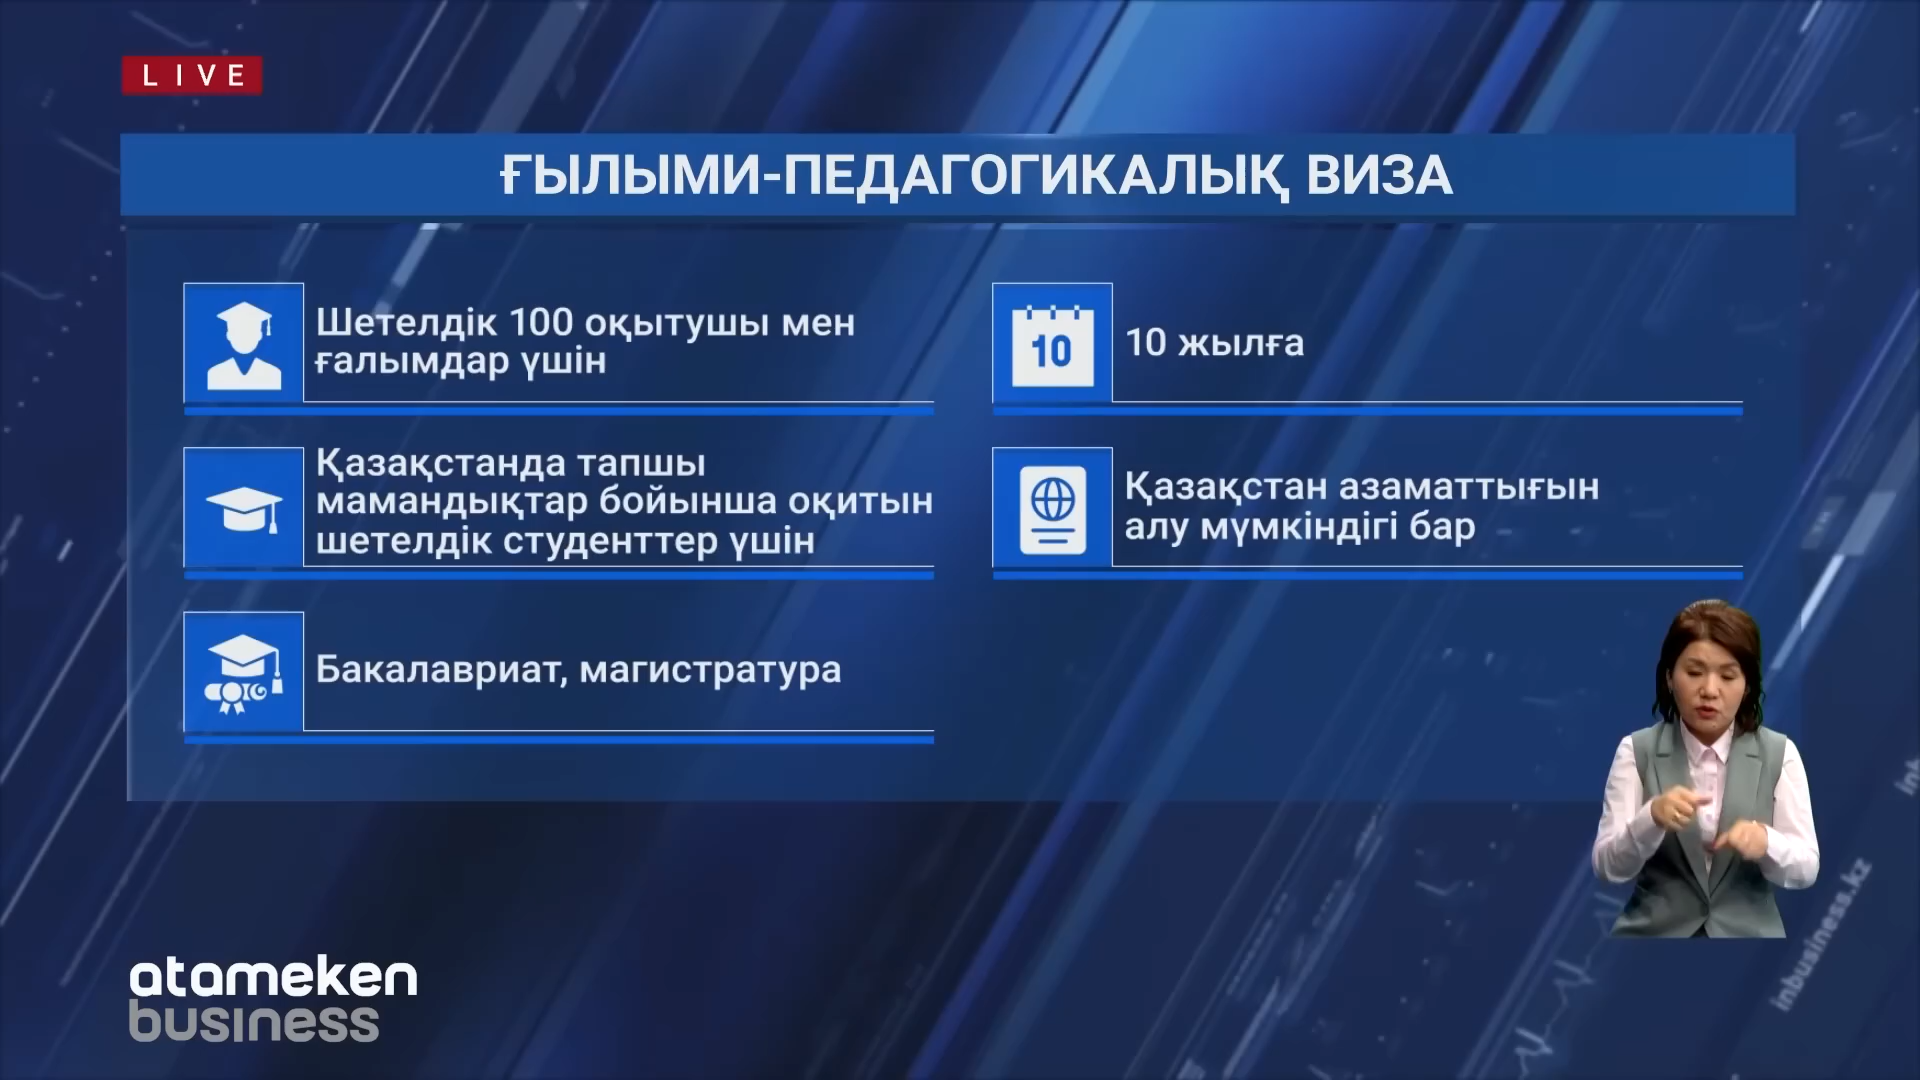 LIVE
ҒЫЛЫМИ-ПЕДАГОГИКАЛЫҚ ВИЗА
Шетелдік 100 оқытушы мен
ғалымдар үшін
Қазақстанда тапшы
мамандықтар бойынша оқитын
шетелдік студенттер үшін
Бакалавриат, магистратура
10
10 жылға
Қазақстан азаматтығын
алу мүмкіндігі бар
atameken
business
inbusiness.kz